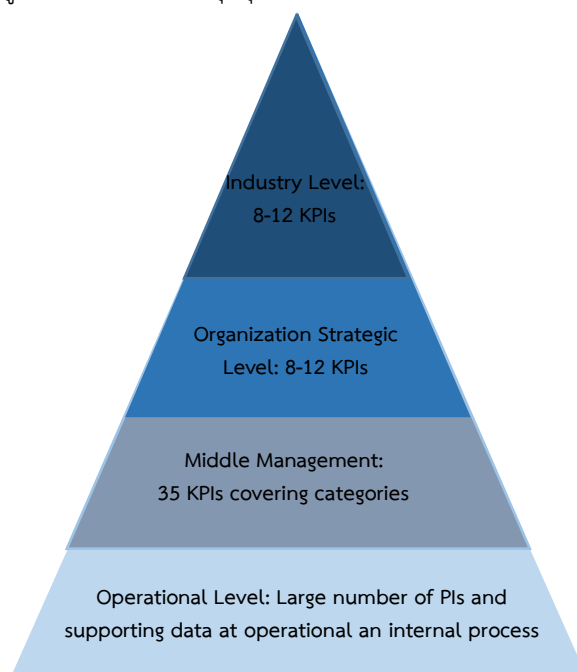 Industry Level:
8-12 KPIs
Organization Strategic
Level: 8-12 KPIs
Middle Management:
35 KPIs covering categories
Operational Level: Large number of PIs and
supporting data at operational an internal process